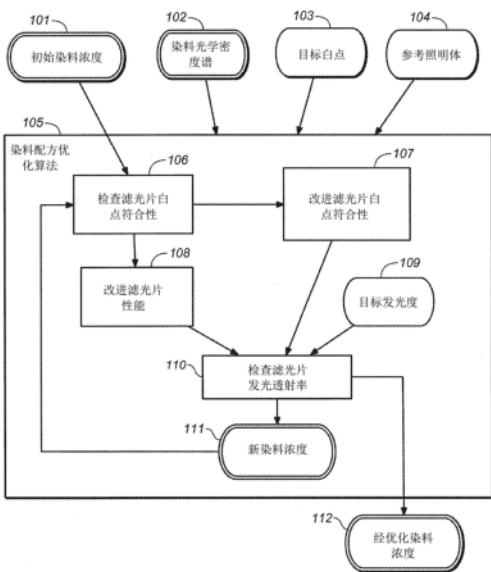 101
初始染料浓度
102
染料光学密
度谱
103
目标白点
104
参考照明体
105
染料配方优
化算法
106
检查滤光片白
点符合性
107
改进滤光片白
点符合性
108
改进滤光片
性能
109
目标发光度
110
检查滤光片
发光透射率
111
新染料浓度
112
经优化染料
浓度